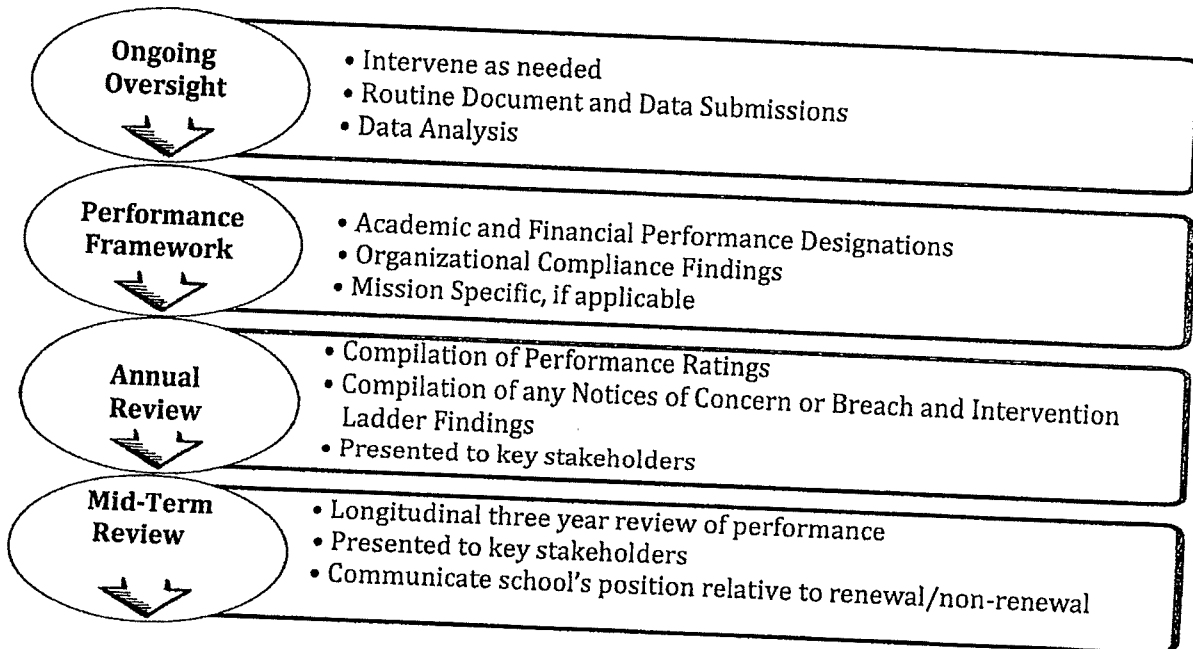 Ongoing
Oversight
• Intervene as needed
• Routine Document and Data Submissions
• Data Analysis
Performance
Framework
• Academic and Financial Performance Designations
• Organizational Compliance Findings
• Mission Specific, if applicable
Annual
Review
• Compilation of Performance Ratings
• Compilation of any Notices of Concern or Breach and Intervention
Ladder Findings
• Presented to key stakeholders
Mid-Term
Review
• Longitudinal three year review of performance
• Presented to key stakeholders
• Communicate school's position relative to renewal/non-renewal